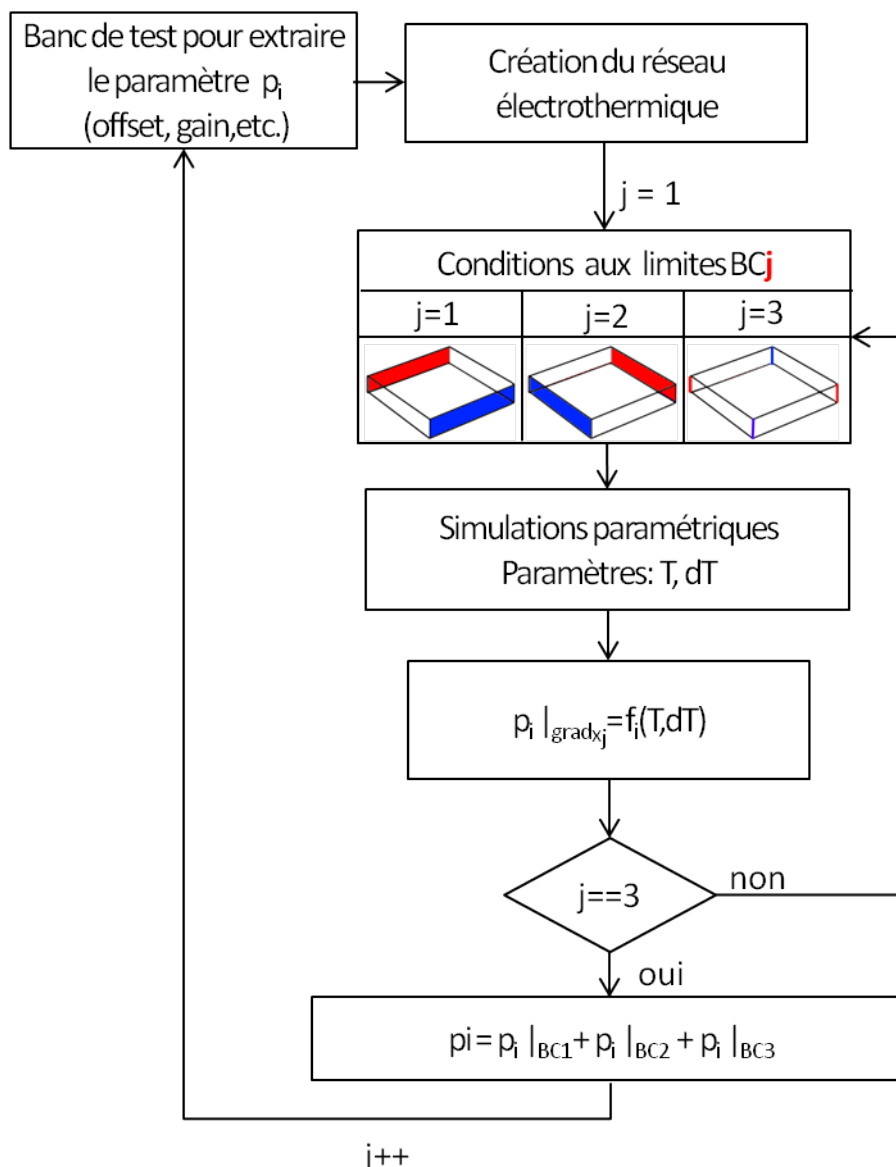 Banc de test pour extraire
le paramètre pi
(offset, gain,etc.)
Création du réseau
électrothermique
j = 1
Conditions aux limites BCj
j=1 j=2 j=3
Simulations paramétriques
Paramètres: T, dT
pi |gradxj=fi(T,dT)
j==3
non
oui
pi= pi |BC1+ pi |BC2 + pi |BC3
j++